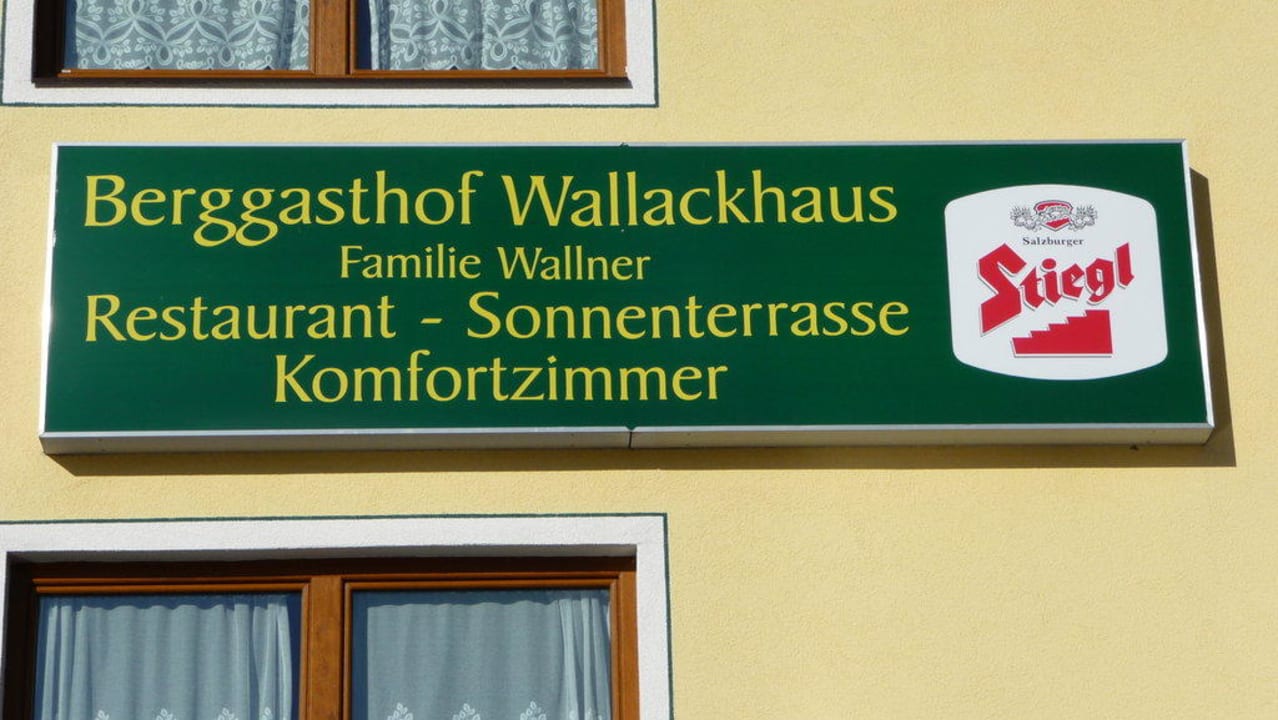 Berggasthof Wallackhaus
Familie Wallner
Restaurant - Sonnenterrasse
Komfortzimmer
Salzburger
Stiegl